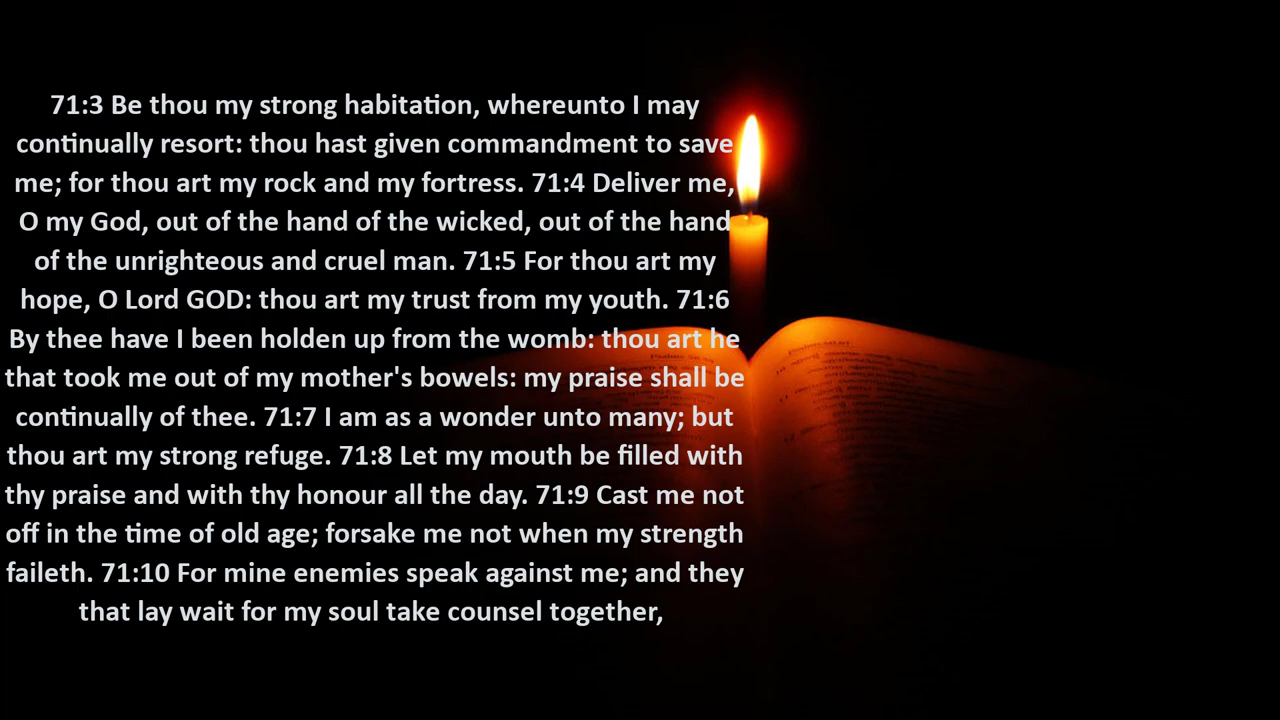 71:3 Be thou my strong habitation, whereunto I may
continually resort: thou hast given commandment to save
me; for thou art my rock and my fortress. 71:4 Deliver me,
O my God, out of the hand of the wicked, out of the hand
of the unrighteous and cruel man. 71:5 For thou art my
hope, O Lord GOD: thou art my trust from my youth. 71:6
By thee have I been holden up from the womb: thou art he
that took me out of my mother's bowels: my praise shall be
continually of thee. 71:7 I am as a wonder unto many; but
thou art my strong refuge. 71:8 Let my mouth be filled with
thy praise and with thy honour all the day. 71:9 Cast me not
off in the time of old age; forsake me not when my strength
faileth. 71:10 For mine enemies speak against me; and they
that lay wait for my soul take counsel together,